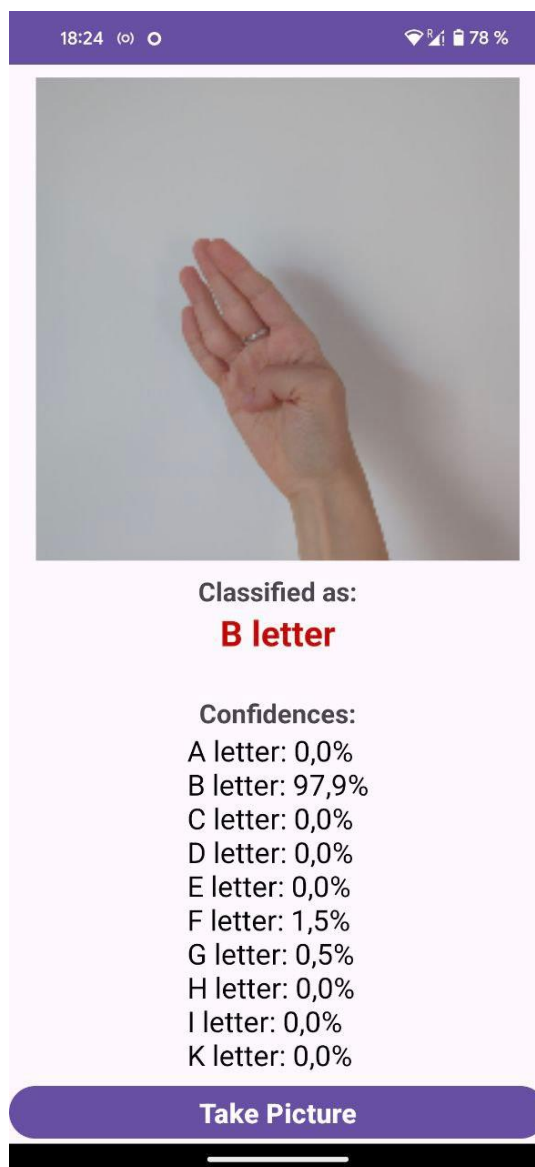 18:24 78 %
Classified as:
B letter
Confidences:
A letter: 0,0%
B letter: 97,9%
C letter: 0,0%
D letter: 0,0%
E letter: 0,0%
F letter: 1,5%
G letter: 0,5%
H letter: 0,0%
I letter: 0,0%
K letter: 0,0%
Take Picture